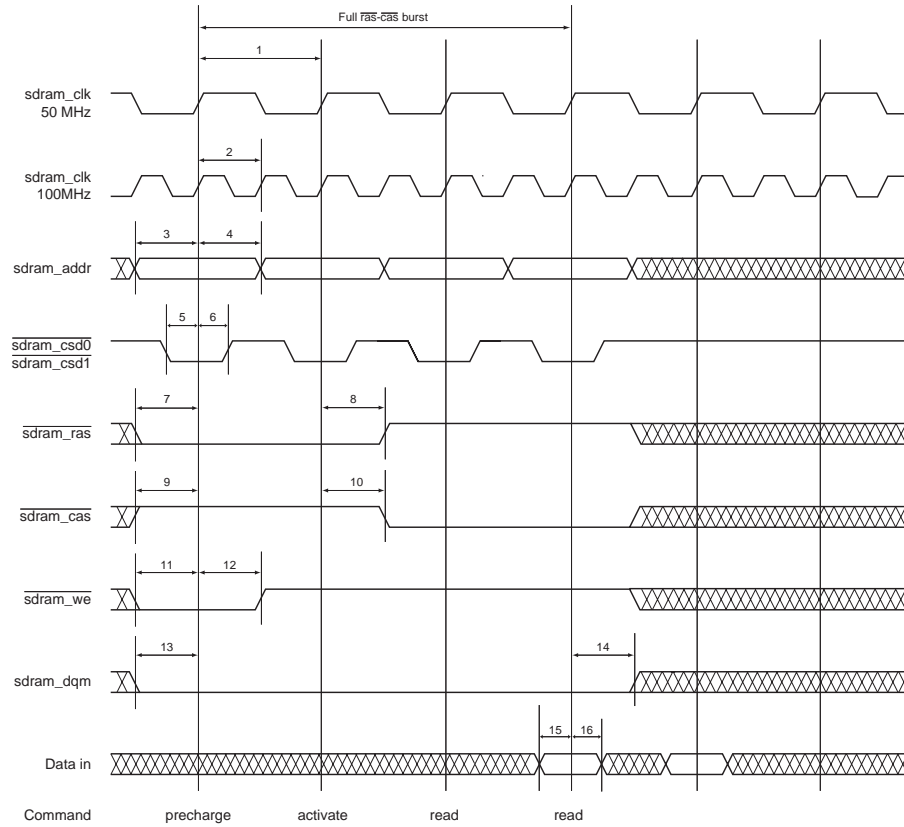 Full ras-cas burst
1
sdram_clk
50 MHz
2
sdram_clk
100MHz
3 4
sdram_addr
5 6
sdram_csd0
sdram_csd1
7 8
sdram_ras
9 10
sdram_cas
11 12
sdram_we
13 14
sdram_dqm
15 16
Data in
Command precharge activate read read